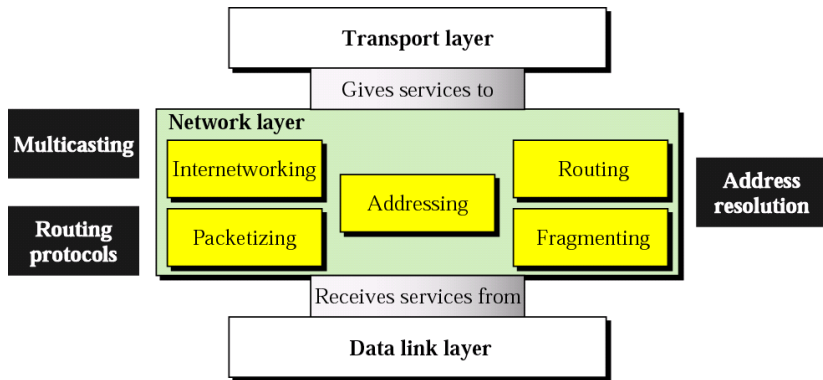 Transport layer
Gives services to
Network layer
Multicasting
Internetworking
Routing
Addressing
Address
resolution
Routing
protocols
Packetizing
Fragmenting
Receives services from
Data link layer